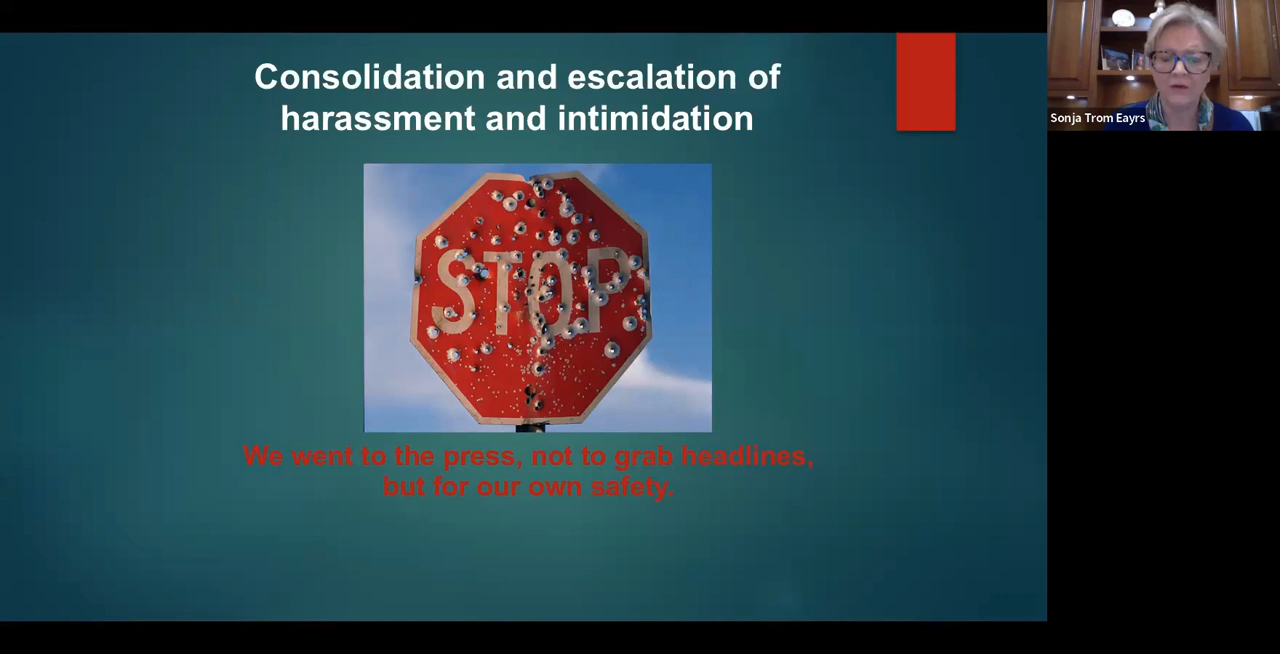 Consolidation and escalation of
harassment and intimidation
STOP
We went to the press, not to grab headlines,
but for our own safety.
Sonja Trom Eayrs